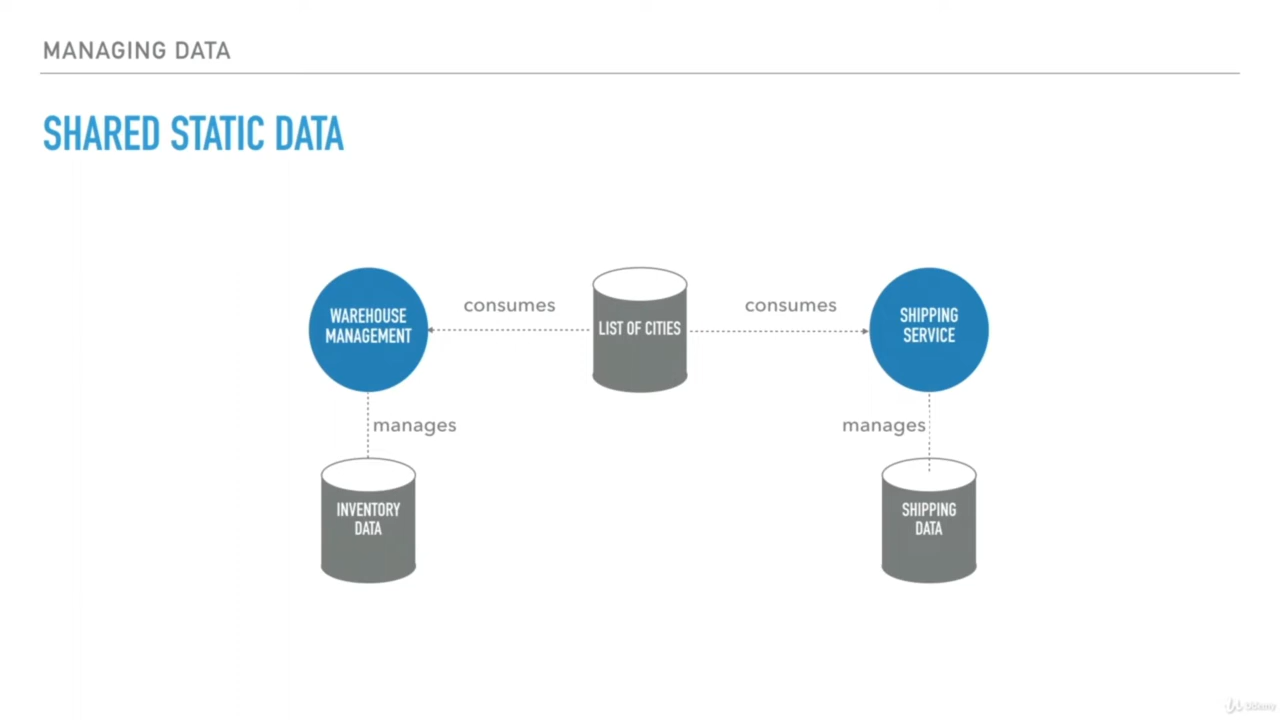 MANAGING DATA
SHARED STATIC DATA
WAREHOUSE
MANAGEMENT
consumes
LIST OF CITIES
consumes
SHIPPING
SERVICE
manages
manages
INVENTORY
DATA
SHIPPING
DATA
Udemy